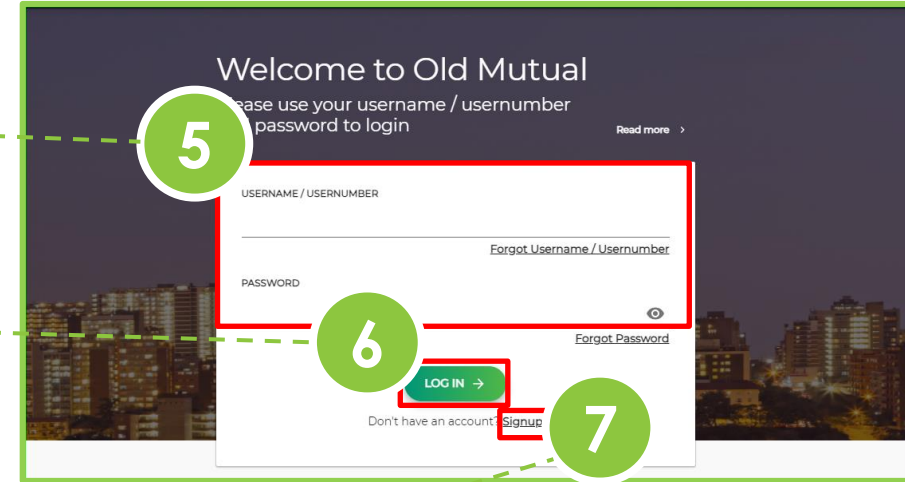 Welcome to Old Mutual
ease use your username / usernumber
password to login
Read more >
5
USERNAME / USERNUMBER
Forgot Username / Usernumber
PASSWORD
6
Forgot Password
LOG IN →
Don't have an account? Signup
7